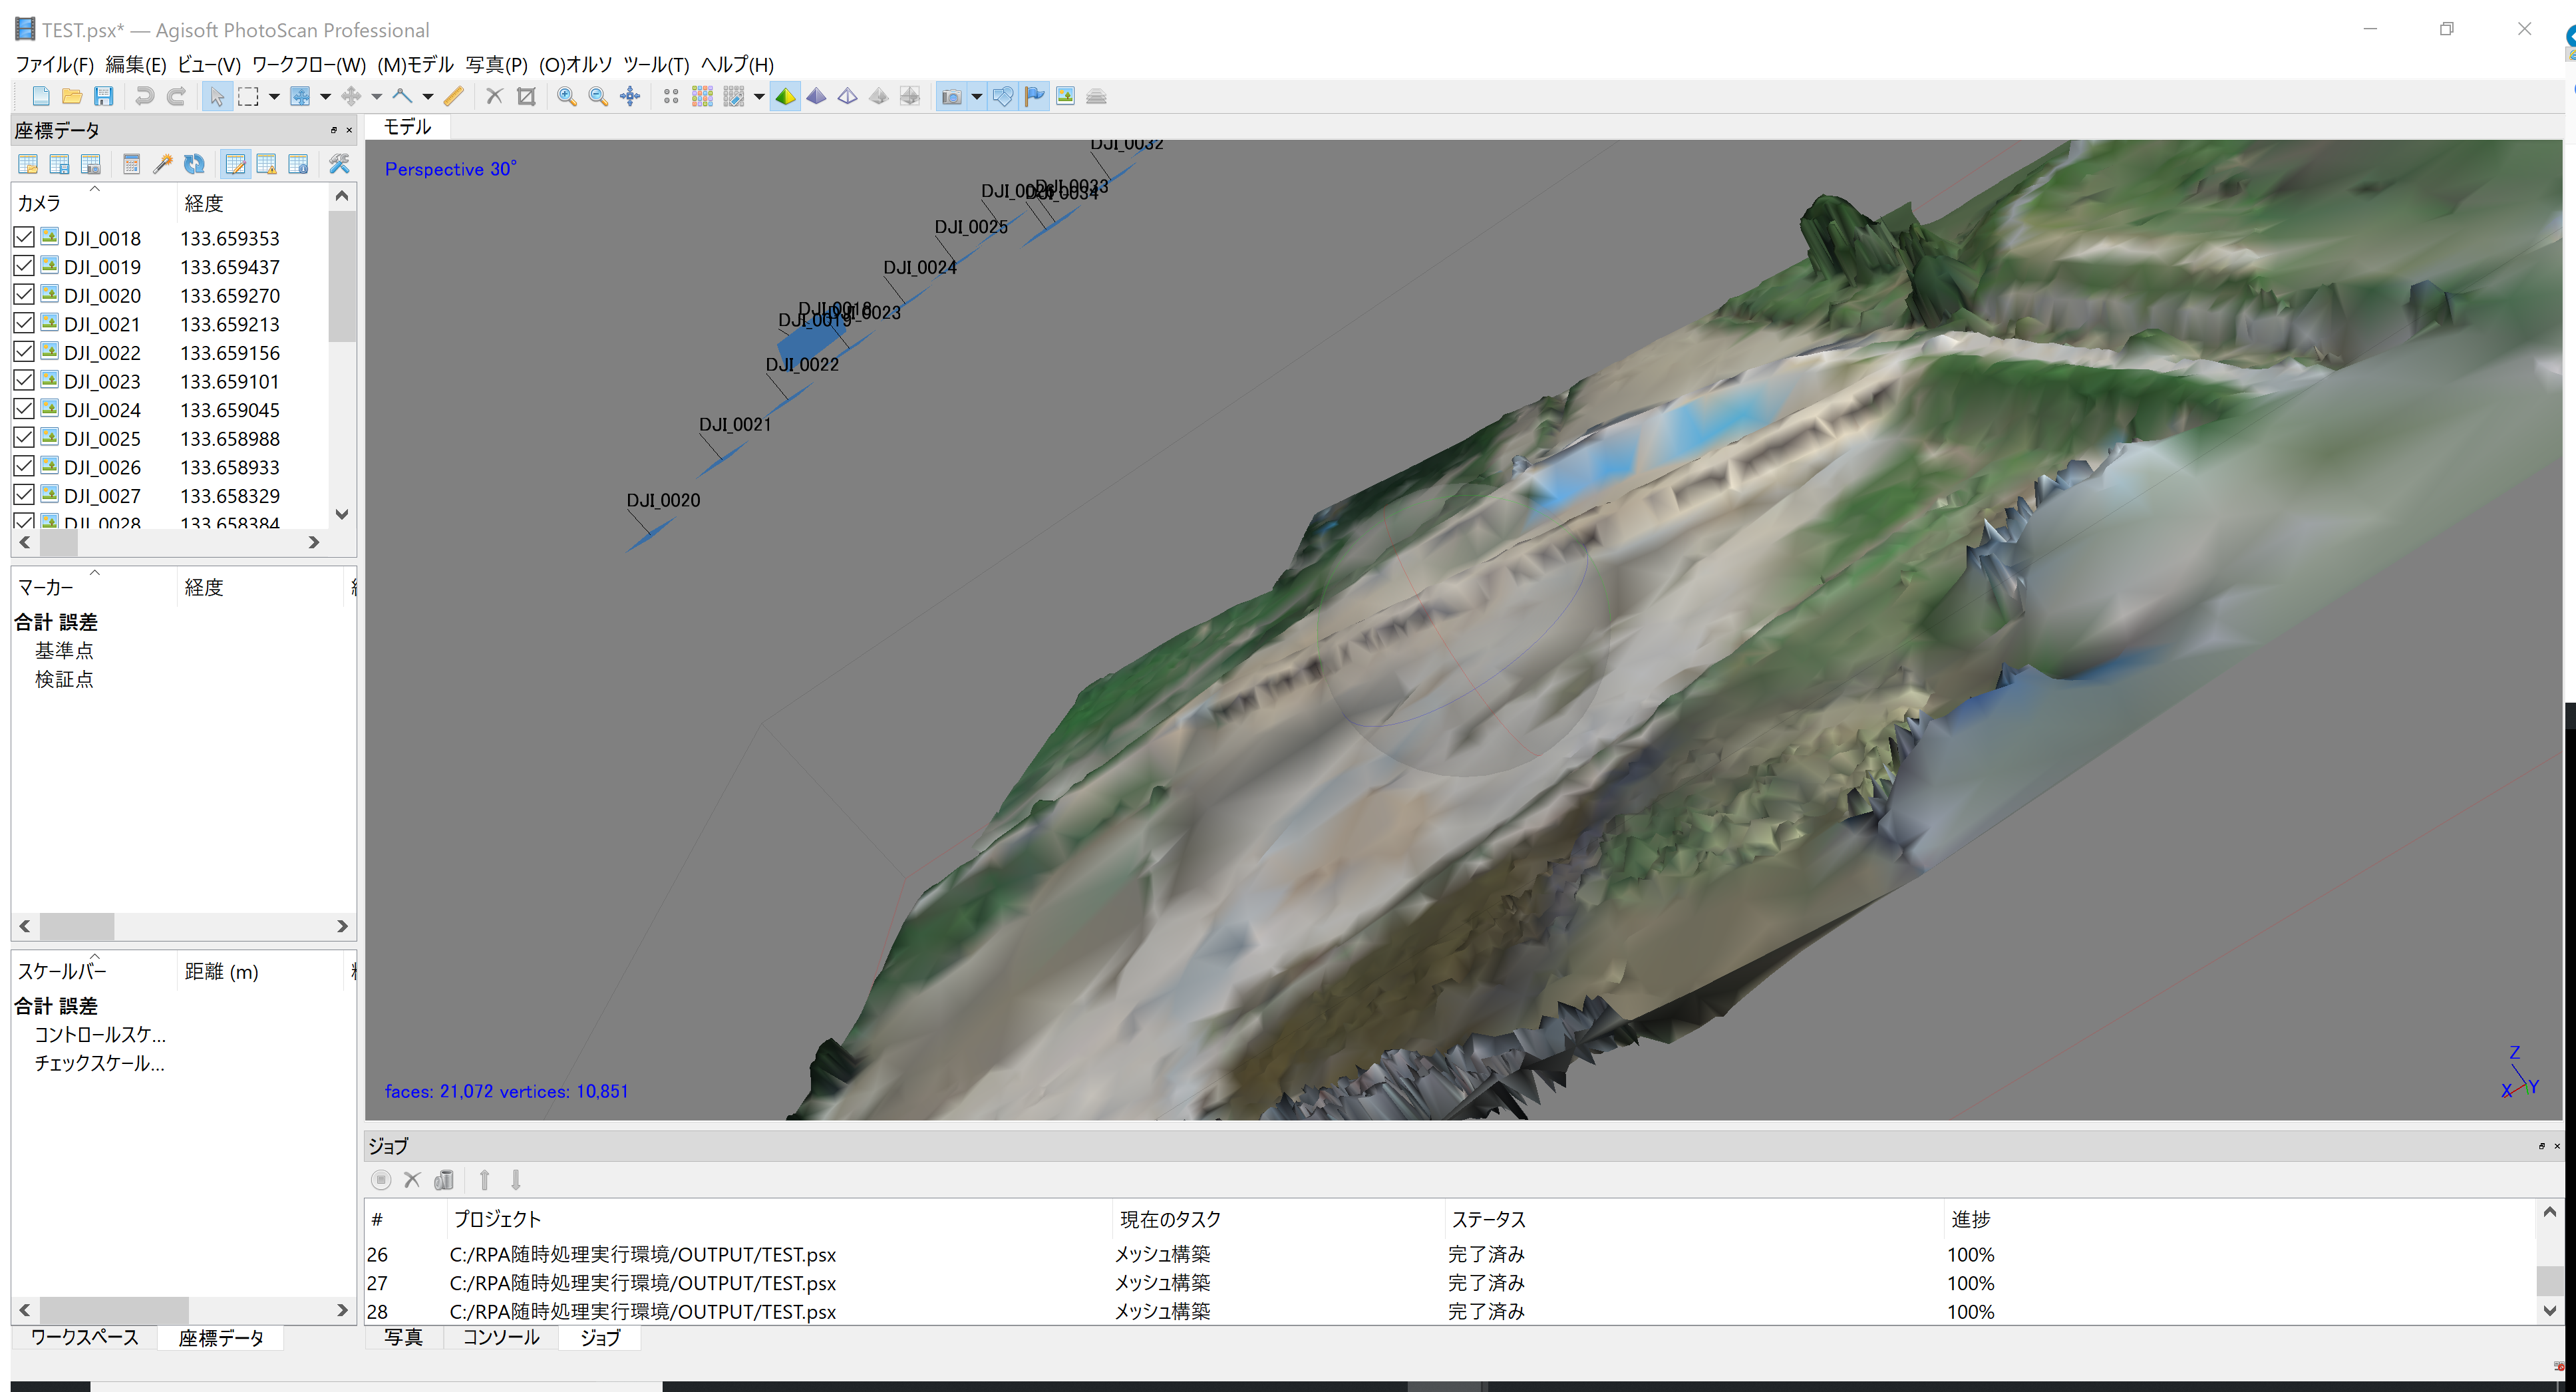 TEST.psx* — Agisoft PhotoScan Professional
ファイル(F) 編集(E) ビュー(V) ワークフロー(W) (M)モデル 写真(P) (O)オルソ ツール(T) ヘルプ(H)
座標データ
カメラ 経度
DJI_0018 133.659353
DJI_0019 133.659437
DJI_0020 133.659270
DJI_0021 133.659213
DJI_0022 133.659156
DJI_0023 133.659101
DJI_0024 133.659045
DJI_0025 133.658988
DJI_0026 133.658933
DJI_0027 133.658329
DJI_0028 133.658384
マーカー 経度
合計 誤差
基準点
検証点
スケールバー 距離 (m)
合計 誤差
コントロールスケ...
チェックスケール...
ワークスペース 座標データ
モデル
Perspective 30°
DJI_0032
DJI_0026 DJI_0033
DJI_0034
DJI_0025
DJI_0024
DJI_0018
DJI_0019 DJI_0023
DJI_0022
DJI_0021
DJI_0020
faces: 21,072 vertices: 10,851
Z
X Y
ジョブ
# プロジェクト 現在のタスク ステータス 進捗
26 C:/RPA随時処理実行環境/OUTPUT/TEST.psx メッシュ構築 完了済み 100%
27 C:/RPA随時処理実行環境/OUTPUT/TEST.psx メッシュ構築 完了済み 100%
28 C:/RPA随時処理実行環境/OUTPUT/TEST.psx メッシュ構築 完了済み 100%
写真 コンソール ジョブ